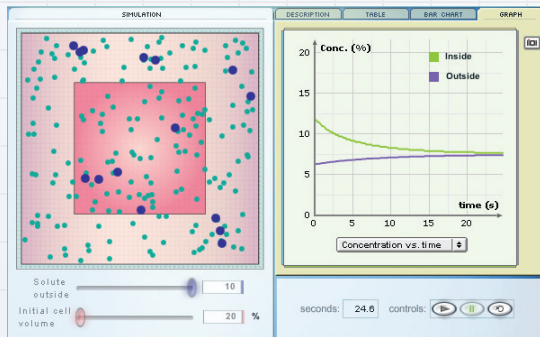 SIMULATION
DESCRIPTION
TABLE
BAR CHART
GRAPH
Conc. (%)
Inside
Outside
20
15
10
5
0
0
5
10
15
20
time (s)
Concentration vs. time
Solute outside
10
Initial cell volume
20 %
seconds: 24.6 controls: